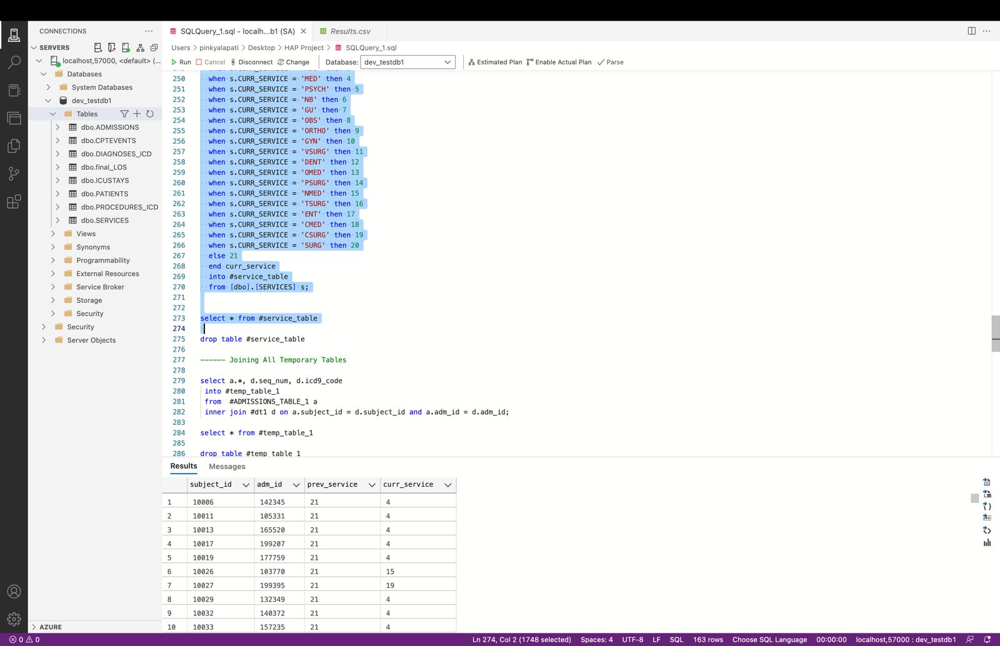 CONNECTIONS
SERVERS
localhost,57000, <default> (...
Databases
System Databases
dev_testdb1
Tables
dbo.ADMISSIONS
dbo.CPTEVENTS
dbo.DIAGNOSES_ICD
dbo.final_LOS
dbo.ICUSTAYS
dbo.PATIENTS
dbo.PROCEDURES_ICD
dbo.SERVICES
Views
Synonyms
Programmability
External Resources
Service Broker
Storage
Security
Security
Server Objects
AZURE
SQLQuery_1.sql - localh...b1 (SA) Results.csv
Users > pinkyalapati > Desktop > HAP Project > SQLQuery_1.sql
Run Cancel Disconnect Change Database: dev_testdb1 Estimated Plan Enable Actual Plan Parse
250 when s.CURR_SERVICE = 'MED' then 4
251 when s.CURR_SERVICE = 'PSYCH' then 5
252 when s.CURR_SERVICE = 'NB' then 6
253 when s.CURR_SERVICE = 'GU' then 7
254 when s.CURR_SERVICE = 'OBS' then 8
255 when s.CURR_SERVICE = 'ORTHO' then 9
256 when s.CURR_SERVICE = 'GYN' then 10
257 when s.CURR_SERVICE = 'VSURG' then 11
258 when s.CURR_SERVICE = 'DENT' then 12
259 when s.CURR_SERVICE = 'OMED' then 13
260 when s.CURR_SERVICE = 'PSURG' then 14
261 when s.CURR_SERVICE = 'NMED' then 15
262 when s.CURR_SERVICE = 'TSURG' then 16
263 when s.CURR_SERVICE = 'ENT' then 17
264 when s.CURR_SERVICE = 'CMED' then 18
265 when s.CURR_SERVICE = 'CSURG' then 19
266 when s.CURR_SERVICE = 'SURG' then 20
267 else 21
268 end curr_service
269 into #service_table
270 from [dbo].[SERVICES] s;
271
272
273 select * from #service_table
274
275 drop table #service_table
276
277 ------ Joining All Temporary Tables
278
279 select a.*, d.seq_num, d.icd9_code
280 into #temp_table_1
281 from #ADMISSIONS_TABLE_1 a
282 inner join #dt1 d on a.subject_id = d.subject_id and a.adm_id = d.adm_id;
283
284 select * from #temp_table_1
285
286 drop table #temp_table_1
Results Messages
subject_id adm_id prev_service curr_service
1 10006 142345 21 4
2 10011 105331 21 4
3 10013 165520 21 4
4 10017 199207 21 4
5 10019 177759 21 4
6 10026 103770 21 15
7 10027 199395 21 19
8 10029 132349 21 4
9 10032 140372 21 4
10 10033 157235 21 4
0 0 Ln 274, Col 2 (1748 selected) Spaces: 4 UTF-8 LF SQL 163 rows Choose SQL Language 00:00:00 localhost,57000 : dev_testdb1